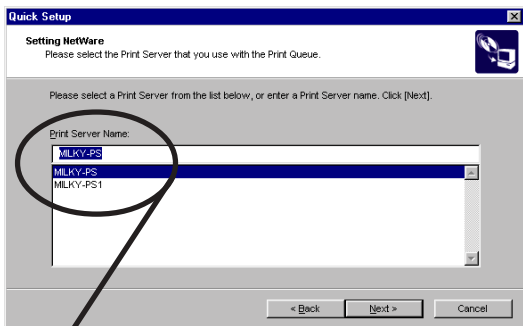 Quick Setup
Setting NetWare
Please select the Print Server that you use with the Print Queue.
Please select a Print Server from the list below, or enter a Print Server name. Click [Next].
Print Server Name:
MILKY-PS
MILKY-PS
MILKY-PS1
< Back Next > Cancel